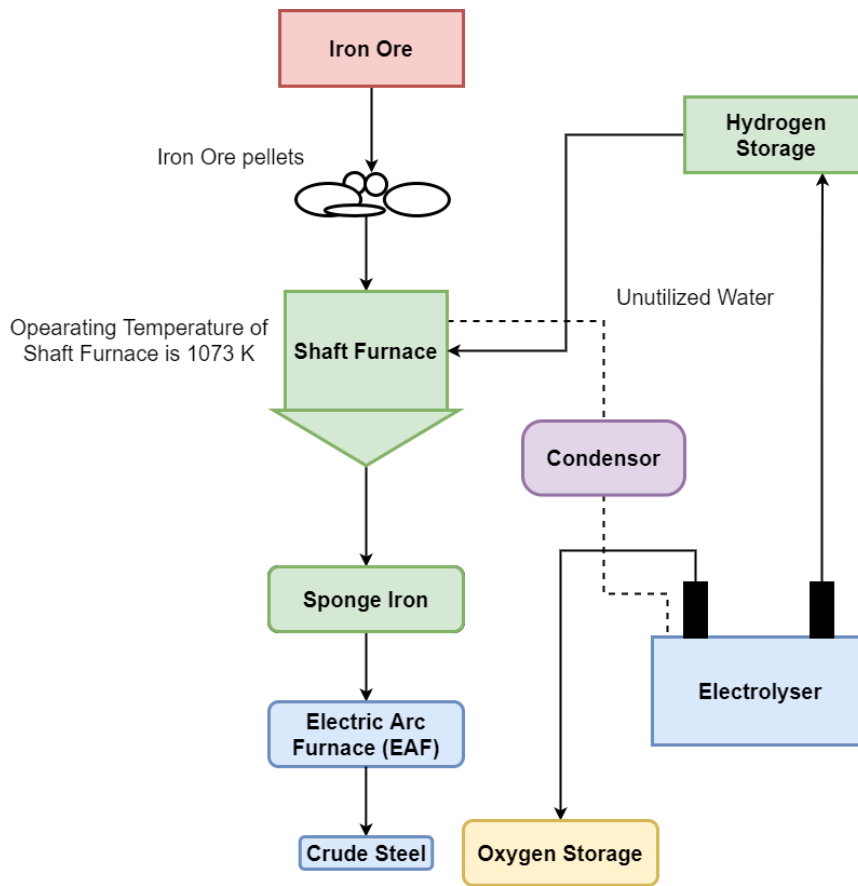 Iron Ore
Hydrogen
Storage
Iron Ore pellets
Unutilized Water
Opearating Temperature of
Shaft Furnace is 1073 K
Shaft Furnace
Condensor
Sponge Iron
Electrolyser
Electric Arc
Furnace (EAF)
Crude Steel
Oxygen Storage